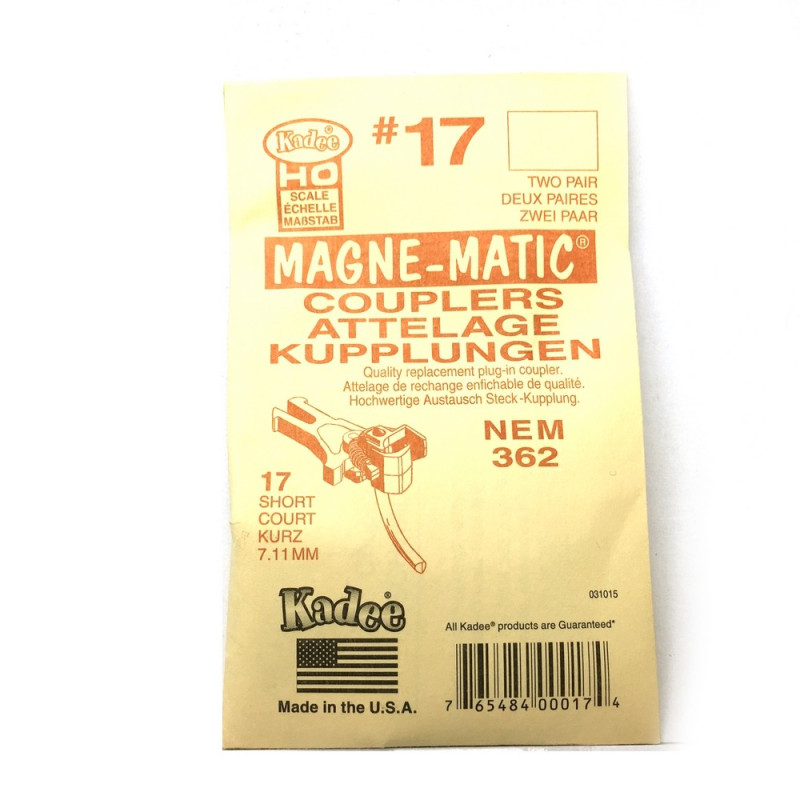 Kadee®
HO
SCALE
ÉCHELLE
MAßSTAB
#17
TWO PAIR
DEUX PAIRES
ZWEI PAAR
MAGNE-MATIC®
COUPLERS
ATTELAGE
KUPPLUNGEN
Quality replacement plug-in coupler.
Attelage de rechange enfichable de qualité.
Hochwertige Austausch Steck-Kupplung.
NEM
362
17
SHORT
COURT
KURZ
7.11 MM
Kadee®
Made in the U.S.A.
031015
All Kadee® products are Guaranteed*
7 65484 00017 4